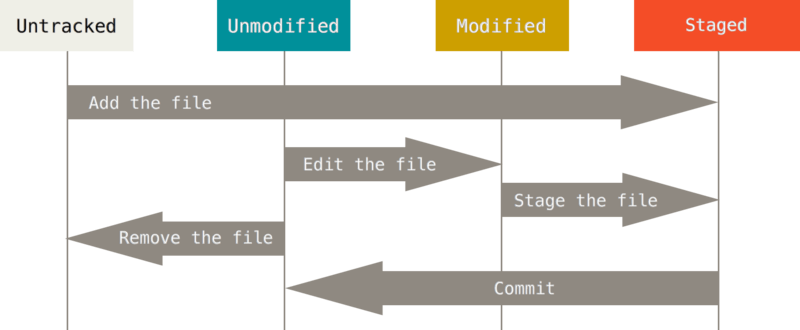 Untracked
Unmodified
Modified
Staged
Add the file
Edit the file
Stage the file
Remove the file
Commit